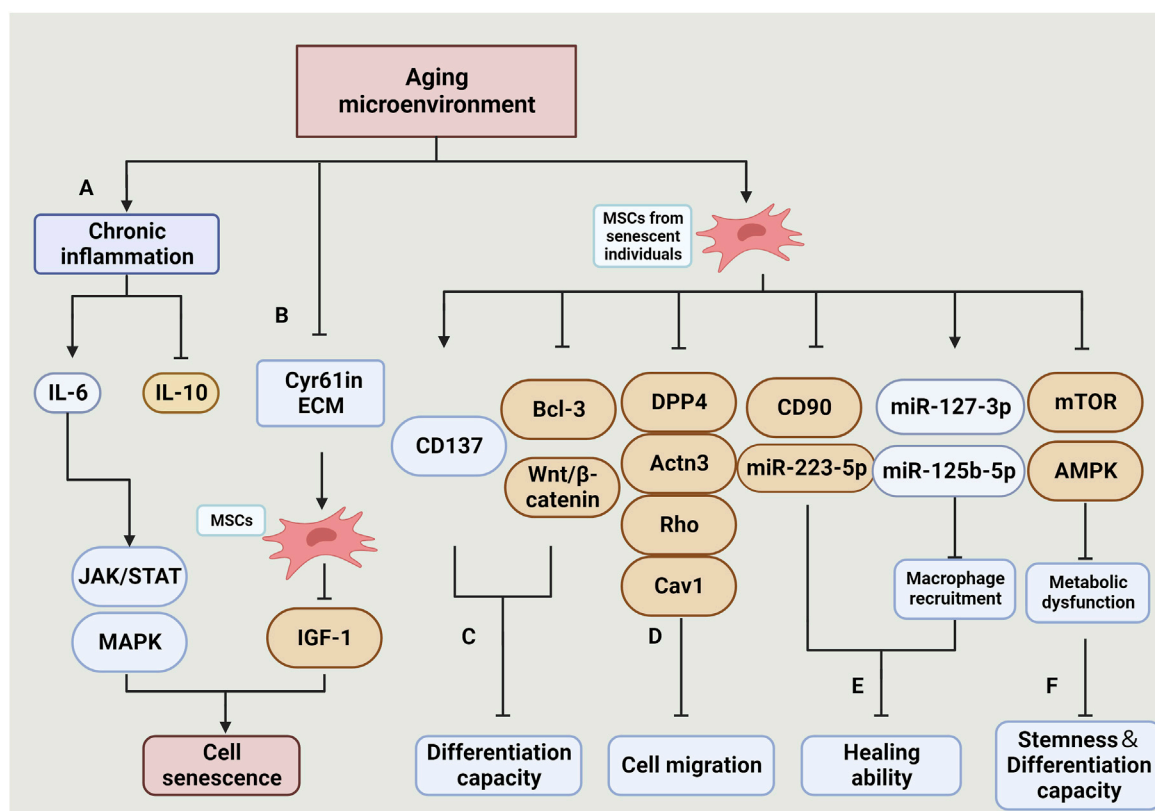 Aging
microenvironment
A
Chronic
inflammation
MSCs from
senescent
individuals
B
IL-6
IL-10
Cyr61in
ECM
CD137
Bcl-3
Wnt/β-
catenin
DPP4
Actn3
Rho
Cav1
CD90
miR-223-5p
miR-127-3p
miR-125b-5p
mTOR
AMPK
MSCs
JAK/STAT
MAPK
IGF-1
Macrophage
recruitment
Metabolic
dysfunction
C
D
E
F
Cell
senescence
Differentiation
capacity
Cell migration
Healing
ability
Stemness&
Differentiation
capacity